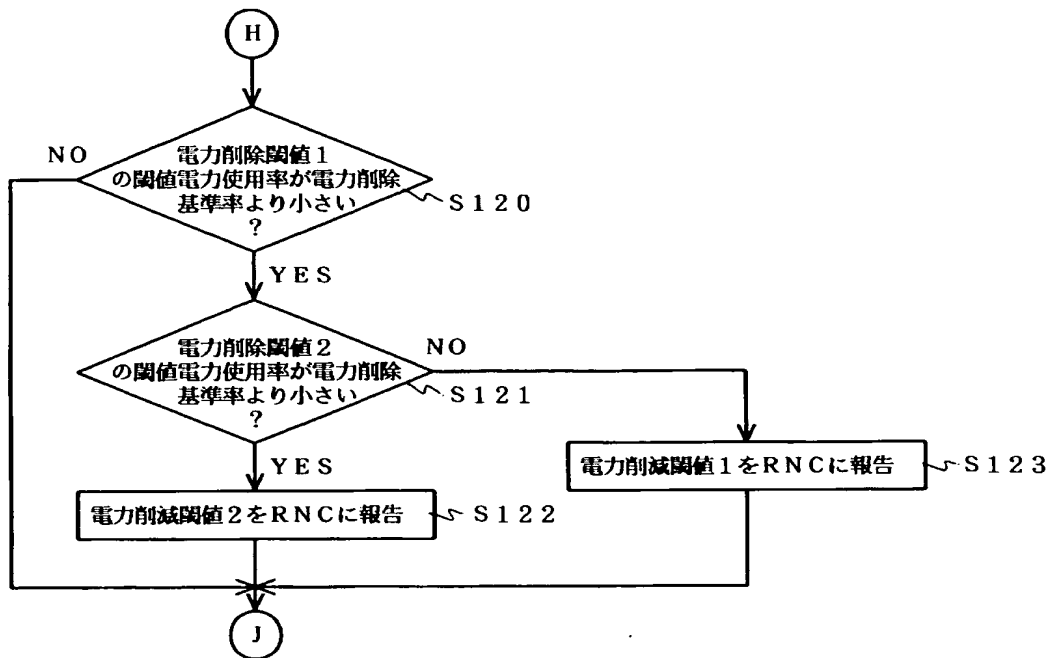 H
NO
電力削除閾値1
の閾値電力使用率が電力削除
基準率より小さい
?
S120
YES
電力削除閾値2
の閾値電力使用率が電力削除
基準率より小さい
?
NO
S121
YES
電力削減閾値1をRNCに報告
S123
電力削減閾値2をRNCに報告
S122
J